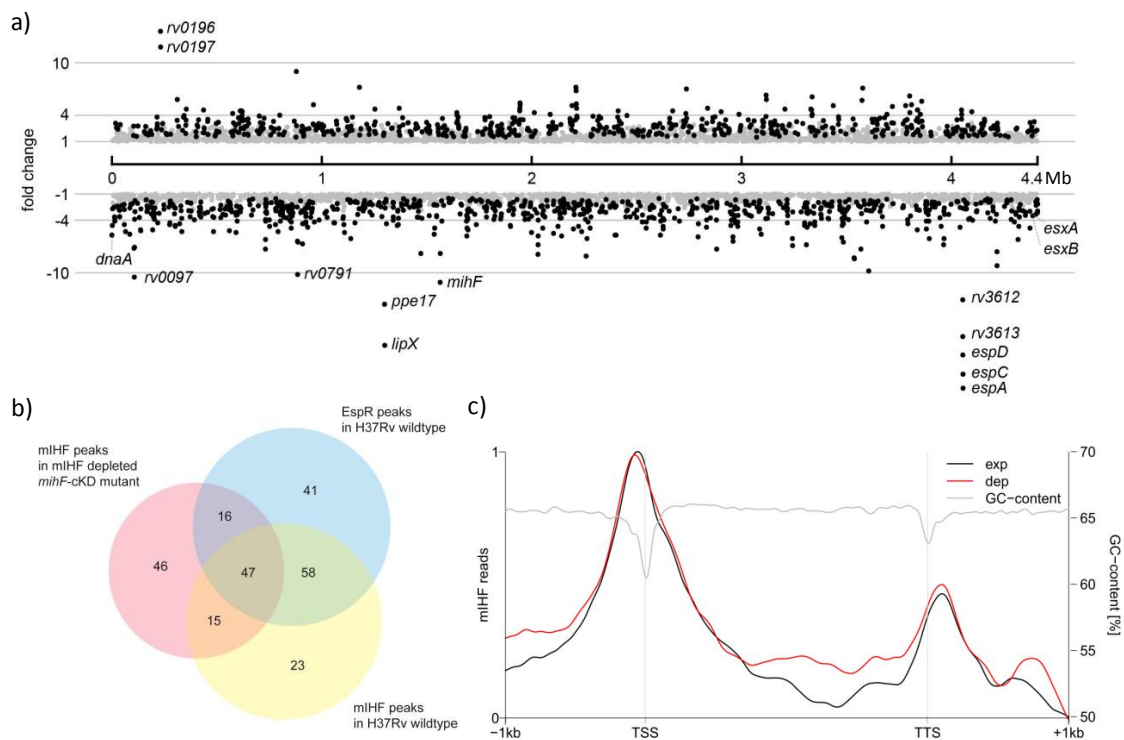 a)
rv0196
rv0197
10
4
1
fold change
0
1
2
3
4
4.4 Mb
-1
-4
-10
dnaA
rv0097
rv0791
ppe17
lipX
mihF
esxA
esxB
rv3612
rv3613
espD
espC
espA
b)
EspR peaks
in H37Rv wildtype
mIHF peaks
in mIHF depleted
mihF-cKD mutant
41
16
46
47
58
15
23
mIHF peaks
in H37Rv wildtype
c)
1
0
mIHF reads
exp
dep
GC-content
70
65
60
55
50
GC-content [%]
-1kb
TSS
TTS
+1kb